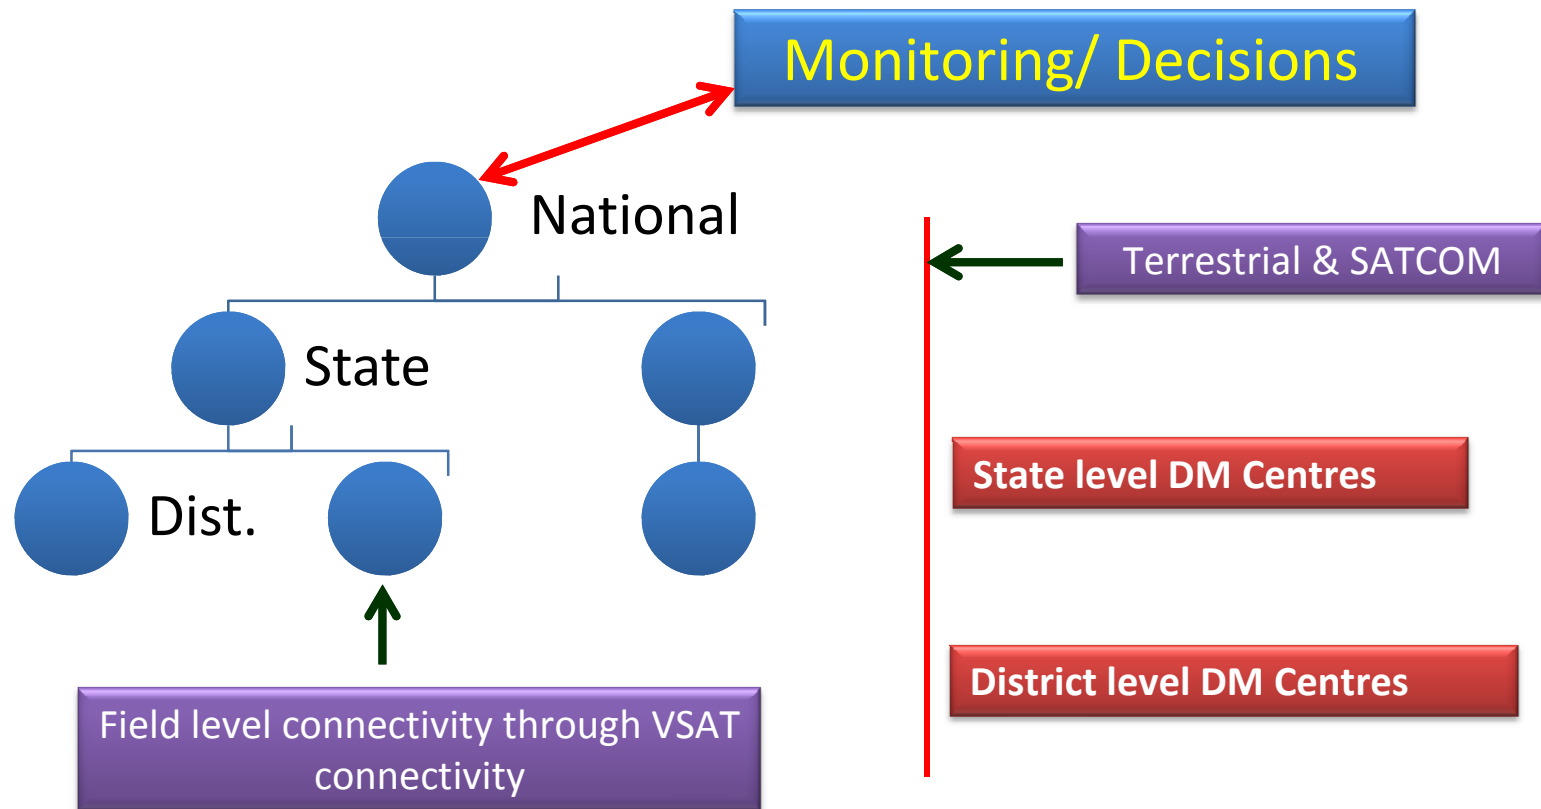 Monitoring/ Decisions
National
Terrestrial & SATCOM
State
State level DM Centres
Dist.
District level DM Centres
Field level connectivity through VSAT
connectivity